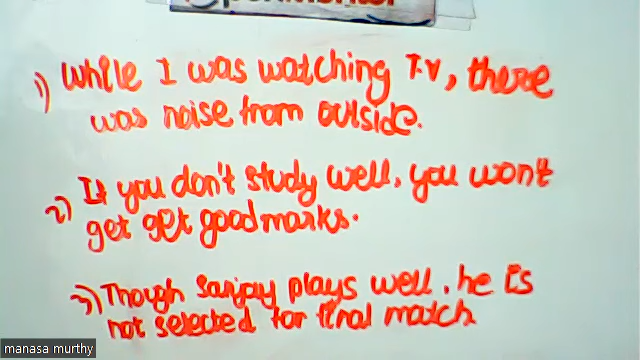 1) While I was watching T.V, there
was noise from outside.
2) If you don't study well, you won't
get get good marks.
3) Though Sanjay plays well, he is
not selected for final match
manasa murthy